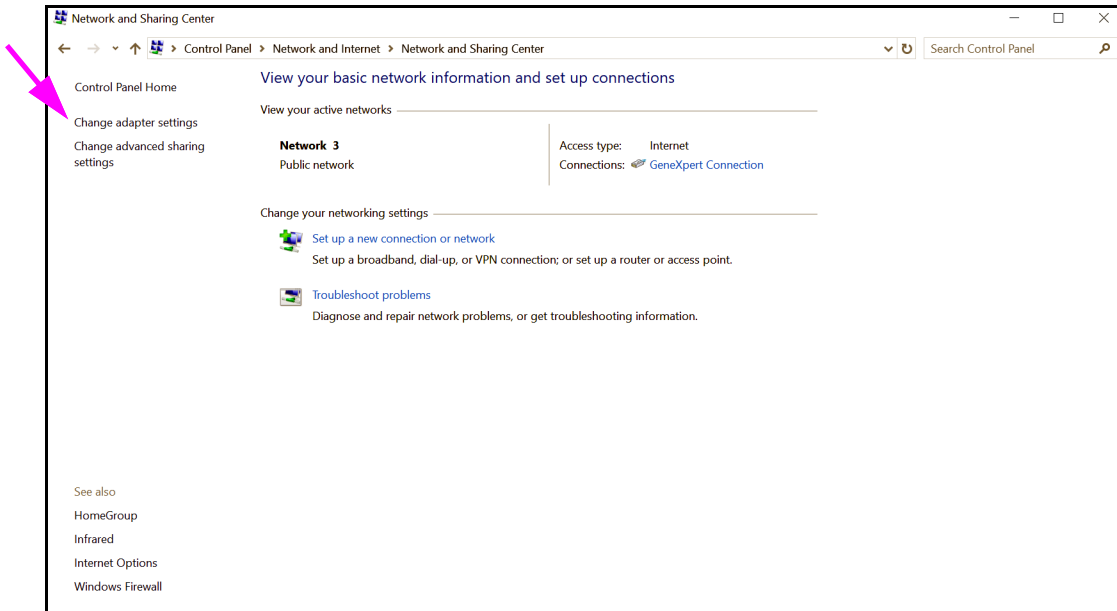 Network and Sharing Center
Control Panel > Network and Internet > Network and Sharing Center
Search Control Panel
Control Panel Home
Change adapter settings
Change advanced sharing
settings
View your basic network information and set up connections
View your active networks
Network 3
Public network
Access type: Internet
Connections: GeneXpert Connection
Change your networking settings
Set up a new connection or network
Set up a broadband, dial-up, or VPN connection; or set up a router or access point.
Troubleshoot problems
Diagnose and repair network problems, or get troubleshooting information.
See also
HomeGroup
Infrared
Internet Options
Windows Firewall